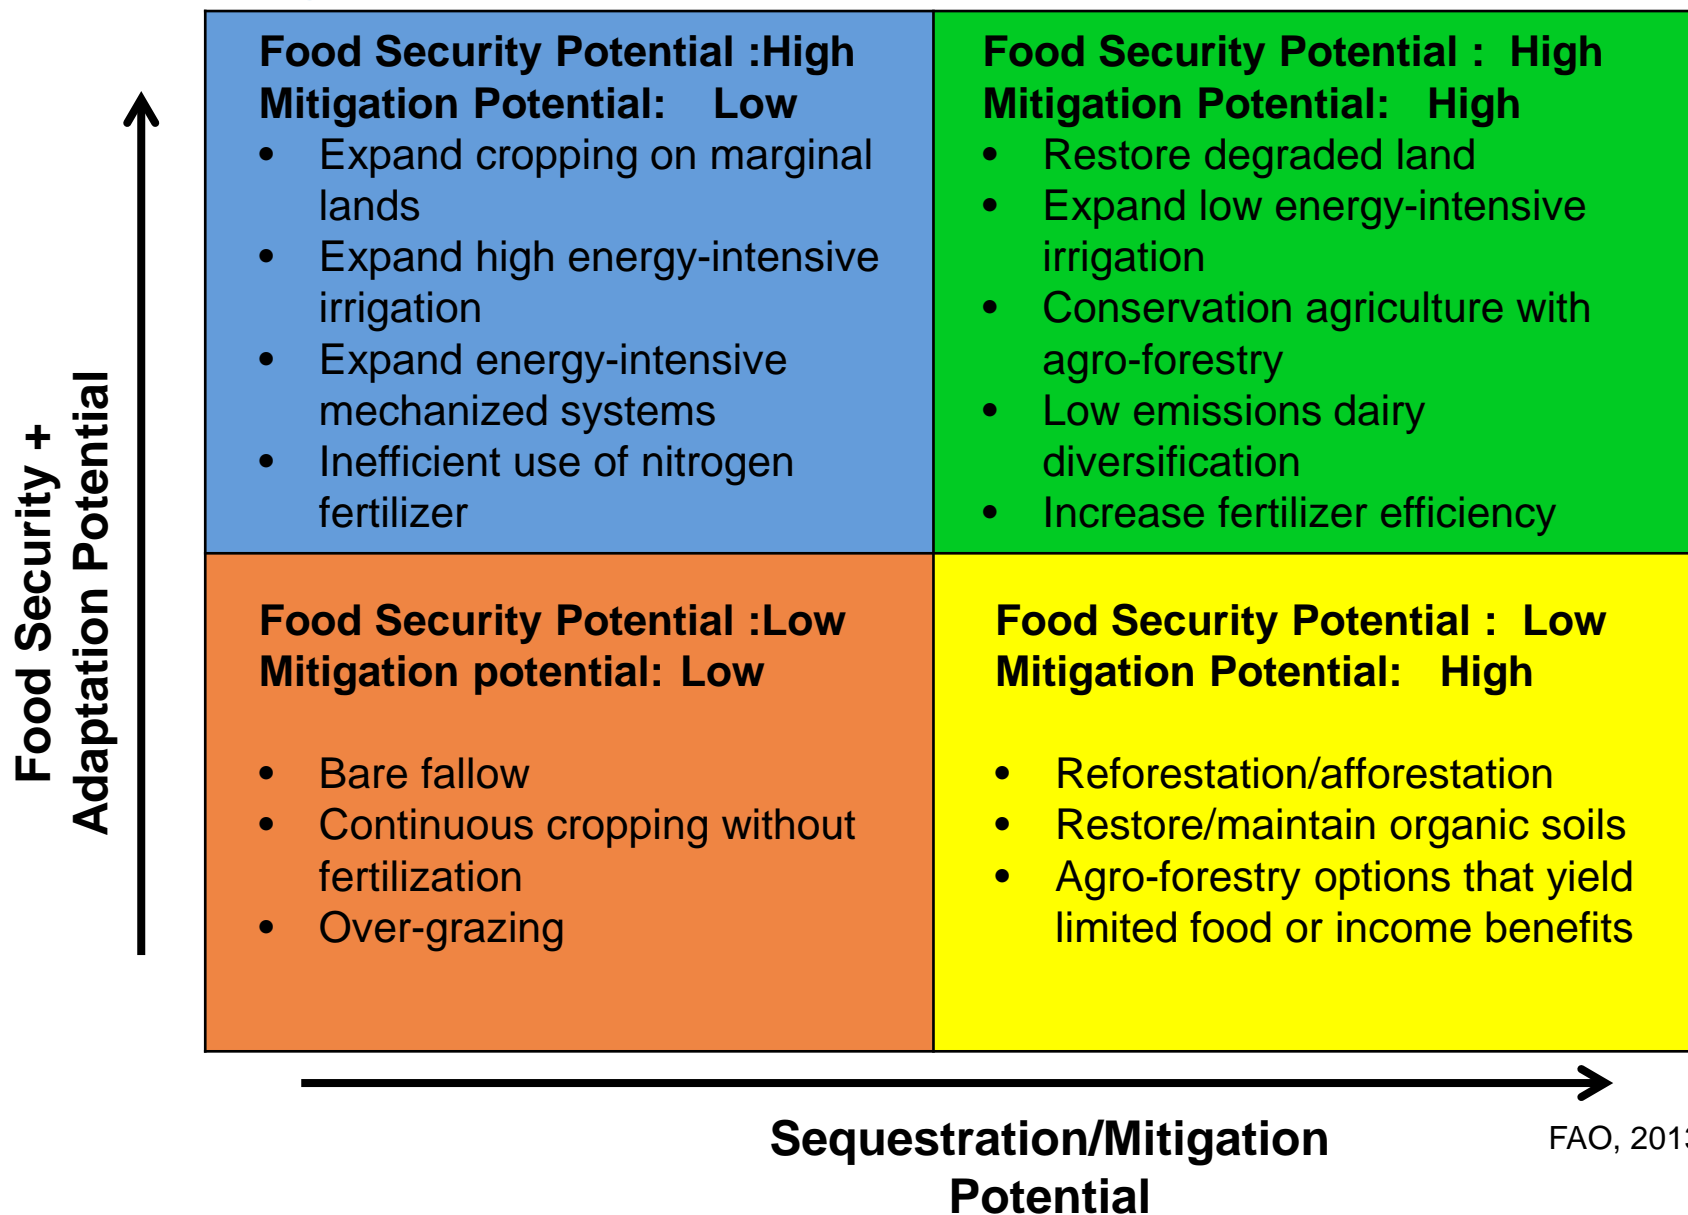 Food Security +
Adaptation Potential
Food Security Potential :High
Mitigation Potential: Low
• Expand cropping on marginal
lands
• Expand high energy-intensive
irrigation
• Expand energy-intensive
mechanized systems
• Inefficient use of nitrogen
fertilizer
Food Security Potential : High
Mitigation Potential: High
• Restore degraded land
• Expand low energy-intensive
irrigation
• Conservation agriculture with
agro-forestry
• Low emissions dairy
diversification
• Increase fertilizer efficiency
Food Security Potential :Low
Mitigation potential: Low
• Bare fallow
• Continuous cropping without
fertilization
• Over-grazing
Food Security Potential : Low
Mitigation Potential: High
• Reforestation/afforestation
• Restore/maintain organic soils
• Agro-forestry options that yield
limited food or income benefits
Sequestration/Mitigation
Potential
FAO, 2013